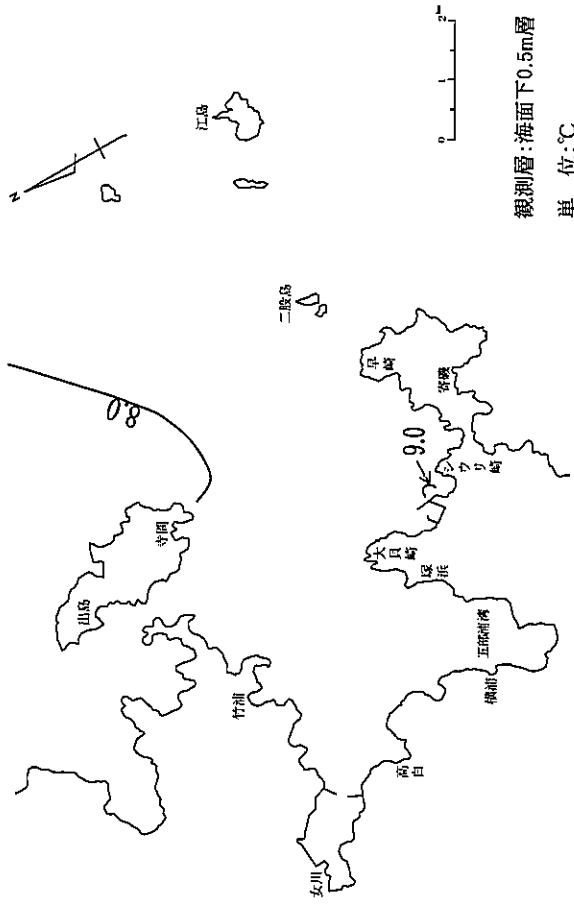 N
江島
0 1 2
8.0
二股島
寺間
出島
早崎
寄磯
9.0
シウリ崎
大貝崎
塚浜
竹浦
五部浦湾
横浦
高白
女川
観測層:海面下0.5m層
単 位:℃